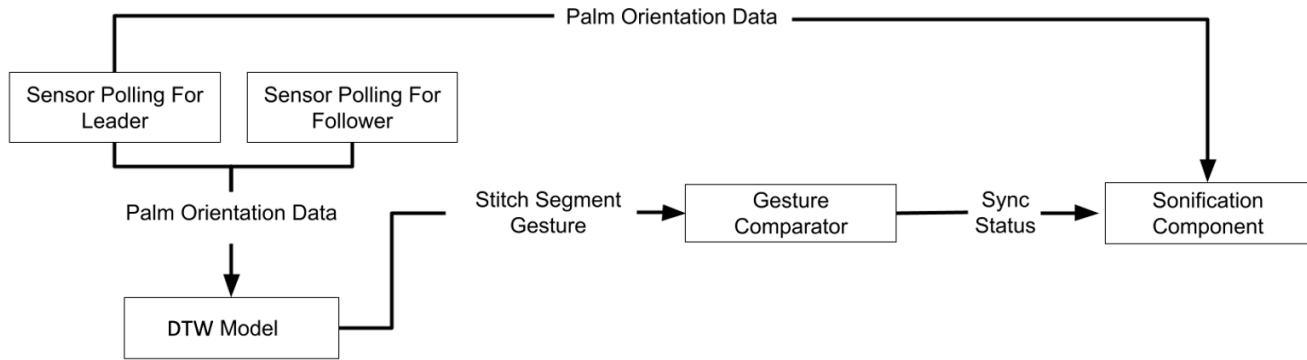 Palm Orientation Data
Sensor Polling For
Leader
Sensor Polling For
Follower
Palm Orientation Data
Stitch Segment
Gesture
Gesture
Comparator
Sync
Status
Sonification
Component
DTW Model